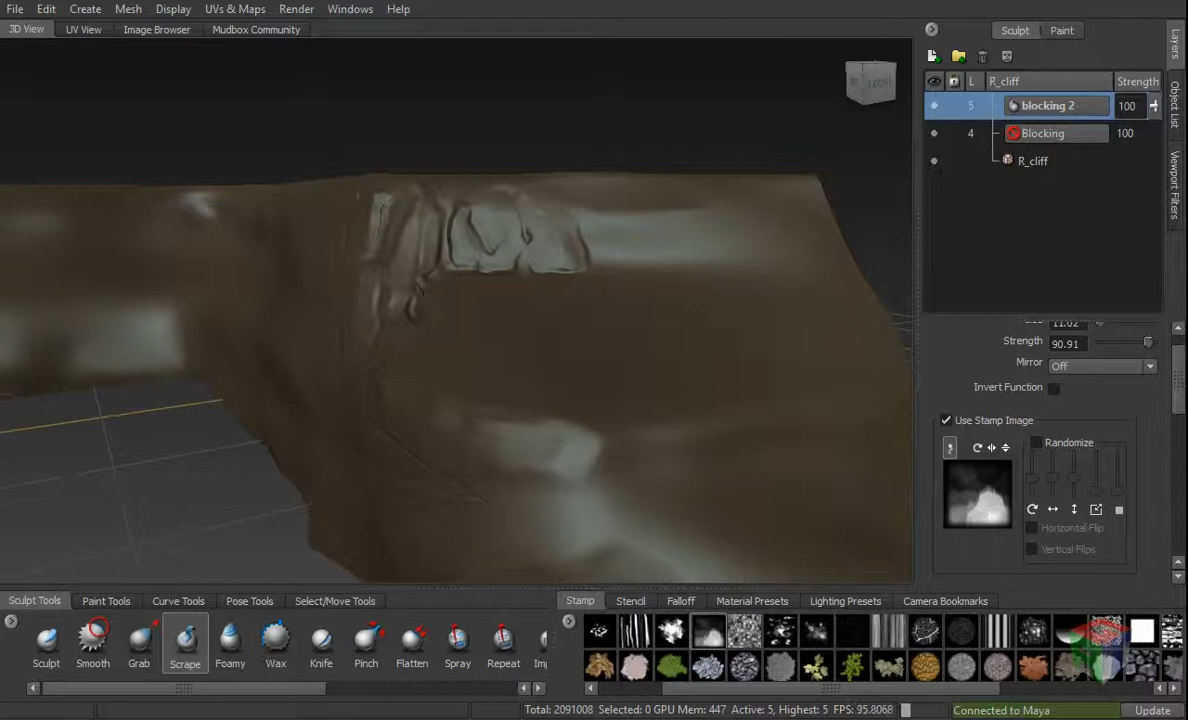 File Edit Create Mesh Display UVs & Maps Render Windows Help
3D View UV View Image Browser Mudbox Community
Sculpt Paint
L R_cliff Strength
5 blocking 2 100
4 Blocking 100
R_cliff
Layers
Object List
Viewport Filters
FRONT
11.02
Strength 90.91
Mirror Off
Invert Function
Use Stamp Image
Randomize
Horizontal Flip
Vertical Flips
Sculpt Tools Paint Tools Curve Tools Pose Tools Select/Move Tools
Stamp Stencil Falloff Material Presets Lighting Presets Camera Bookmarks
Sculpt Smooth Grab Scrape Foamy Wax Knife Pinch Flatten Spray Repeat Im
Total: 2091008 Selected: 0 GPU Mem: 447 Active: 5, Highest: 5 FPS: 95.8068
Connected to Maya
Update